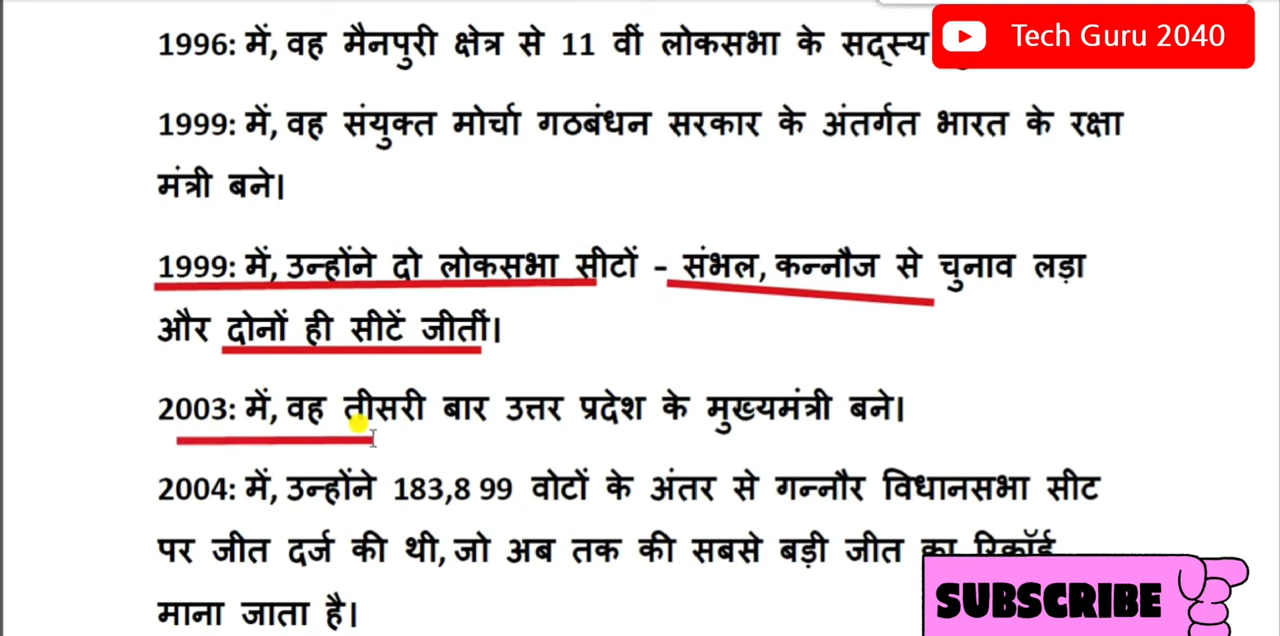 1996: में, वह मैनपुरी क्षेत्र से 11 वीं लोकसभा के सद्स्य
Tech Guru 2040
1999: में, वह संयुक्त मोर्चा गठबंधन सरकार के अंतर्गत भारत के रक्षा
मंत्री बने।
1999: में, उन्होंने दो लोकसभा सीटों - संभल, कन्नौज से चुनाव लड़ा
और दोनों ही सीटें जीतीं।
2003: में, वह तीसरी बार उत्तर प्रदेश के मुख्यमंत्री बने।
2004: में, उन्होंने 183,8 99 वोटों के अंतर से गन्नौर विधानसभा सीट
पर जीत दर्ज की थी, जो अब तक की सबसे बड़ी जीत का रिकॉर्ड
माना जाता है।
SUBSCRIBE